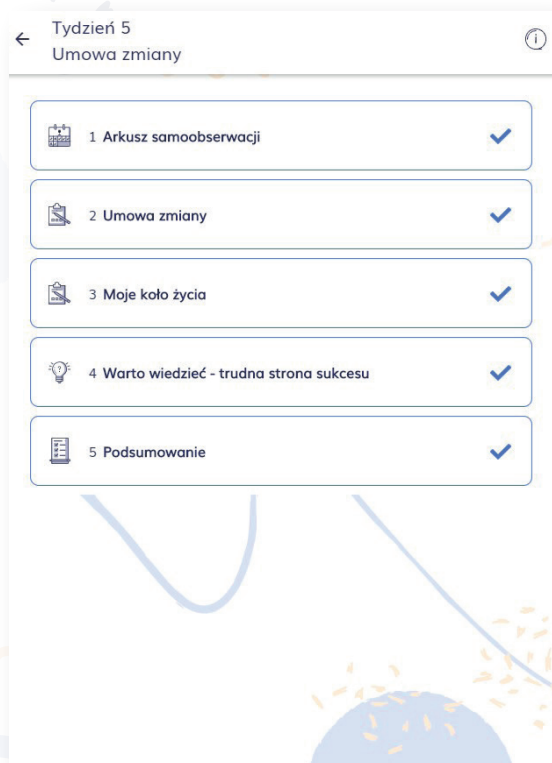 Tydzień 5
Umowa zmiany
1 Arkusz samoobserwacji
2 Umowa zmiany
3 Moje koło życia
4 Warto wiedzieć - trudna strona sukcesu
5 Podsumowanie